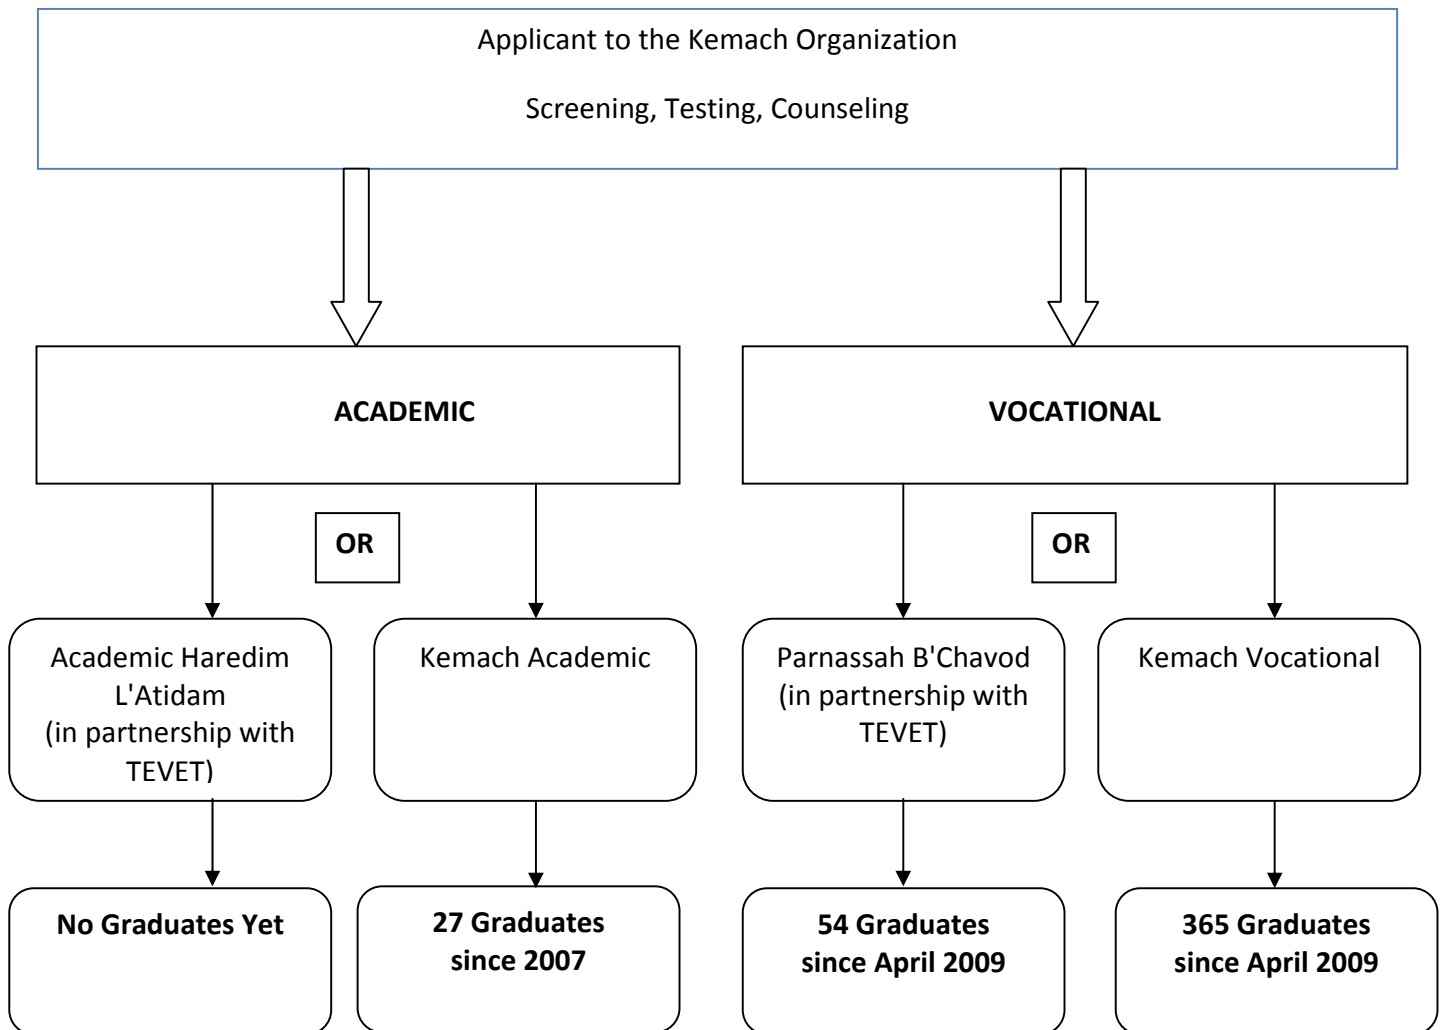 Applicant to the Kemach Organization
Screening, Testing, Counseling
ACADEMIC
VOCATIONAL
OR
OR
Academic Haredim
L'Atidam
(in partnership with
TEVET)
Kemach Academic
Parnassah B'Chavod
(in partnership with
TEVET)
Kemach Vocational
No Graduates Yet
27 Graduates
since 2007
54 Graduates
since April 2009
365 Graduates
since April 2009